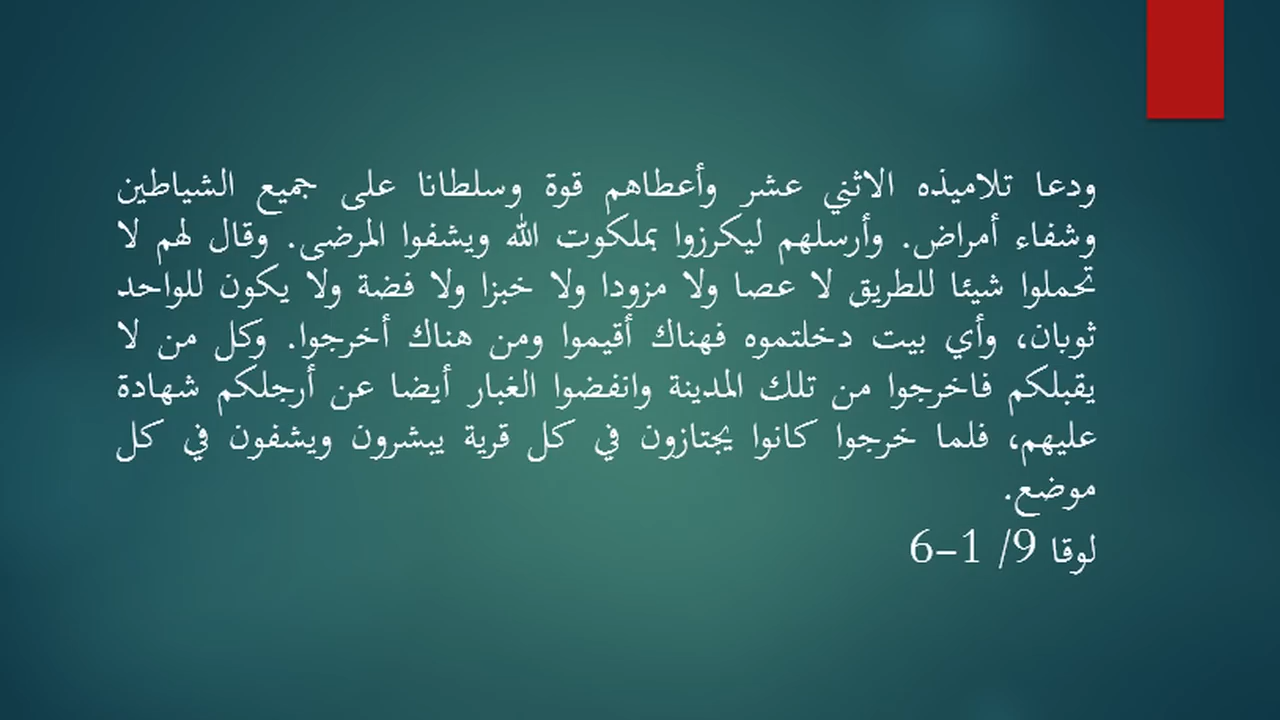 ودعا تلاميذه الاثني عشر وأعطاهم قوة وسلطانا على جميع الشياطين
وشفاء أمراض. وأرسلهم ليكرزوا بملكوت الله ويشفوا المرضى. وقال لهم لا
تحملوا شيئا للطريق لا عصا ولا مزودا ولا خبزا ولا فضة ولا يكون للواحد
ثوبان، وأي بيت دخلتموه فهناك أقيموا ومن هناك أخرجوا. وكل من لا
يقبلكم فاخرجوا من تلك المدينة وانفضوا الغبار أيضا عن أرجلكم شهادة
عليهم، فلما خرجوا كانوا يجتازون في كل قرية يبشرون ويشفون في كل
موضع.
لوقا 9/ 1–6